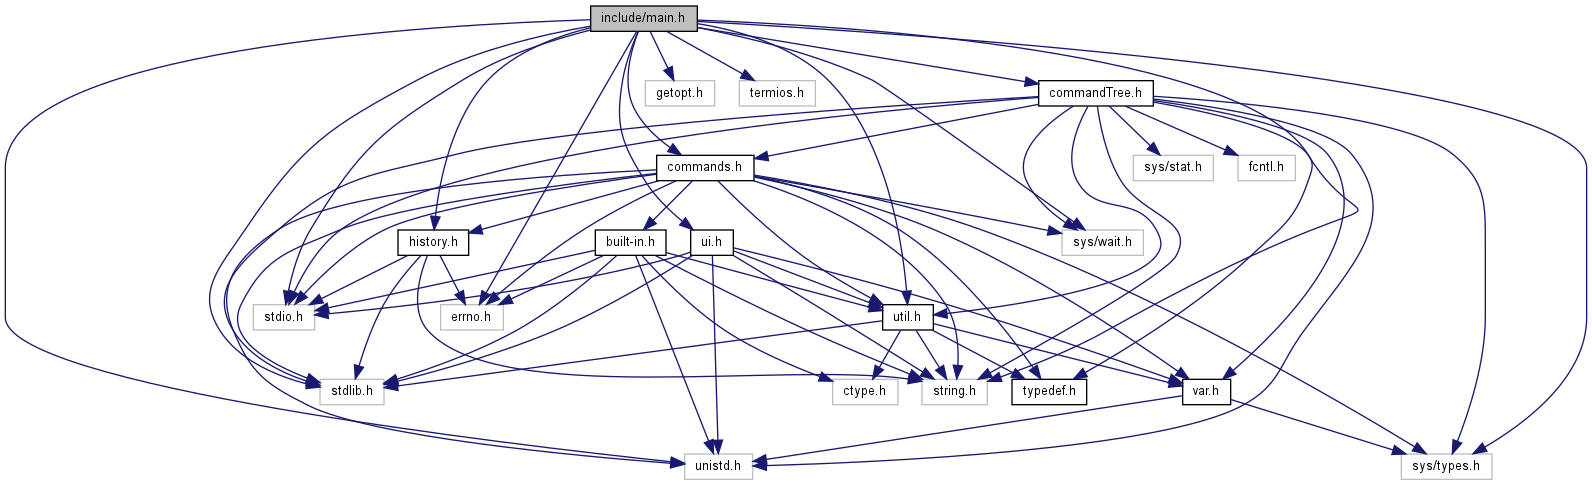 include/main.h
getopt.h
termios.h
commandTree.h
commands.h
sys/stat.h
fcntl.h
history.h
built-in.h
ui.h
sys/wait.h
stdio.h
errno.h
util.h
stdlib.h
ctype.h
string.h
typedef.h
var.h
unistd.h
sys/types.h